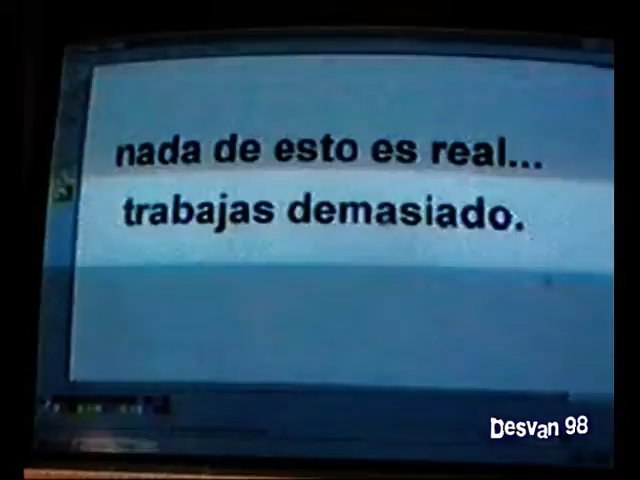 nada de esto es real...
trabajas demasiado.
Desvan 98